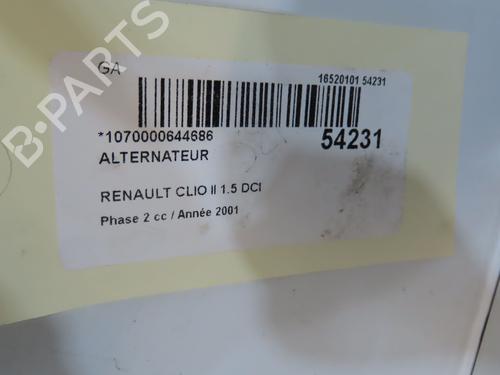 GA
16520101 54231
*1070000644686
54231
ALTERNATEUR
RENAULT CLIO II 1.5 DCI
Phase 2 cc / Année 2001
B-PARTS